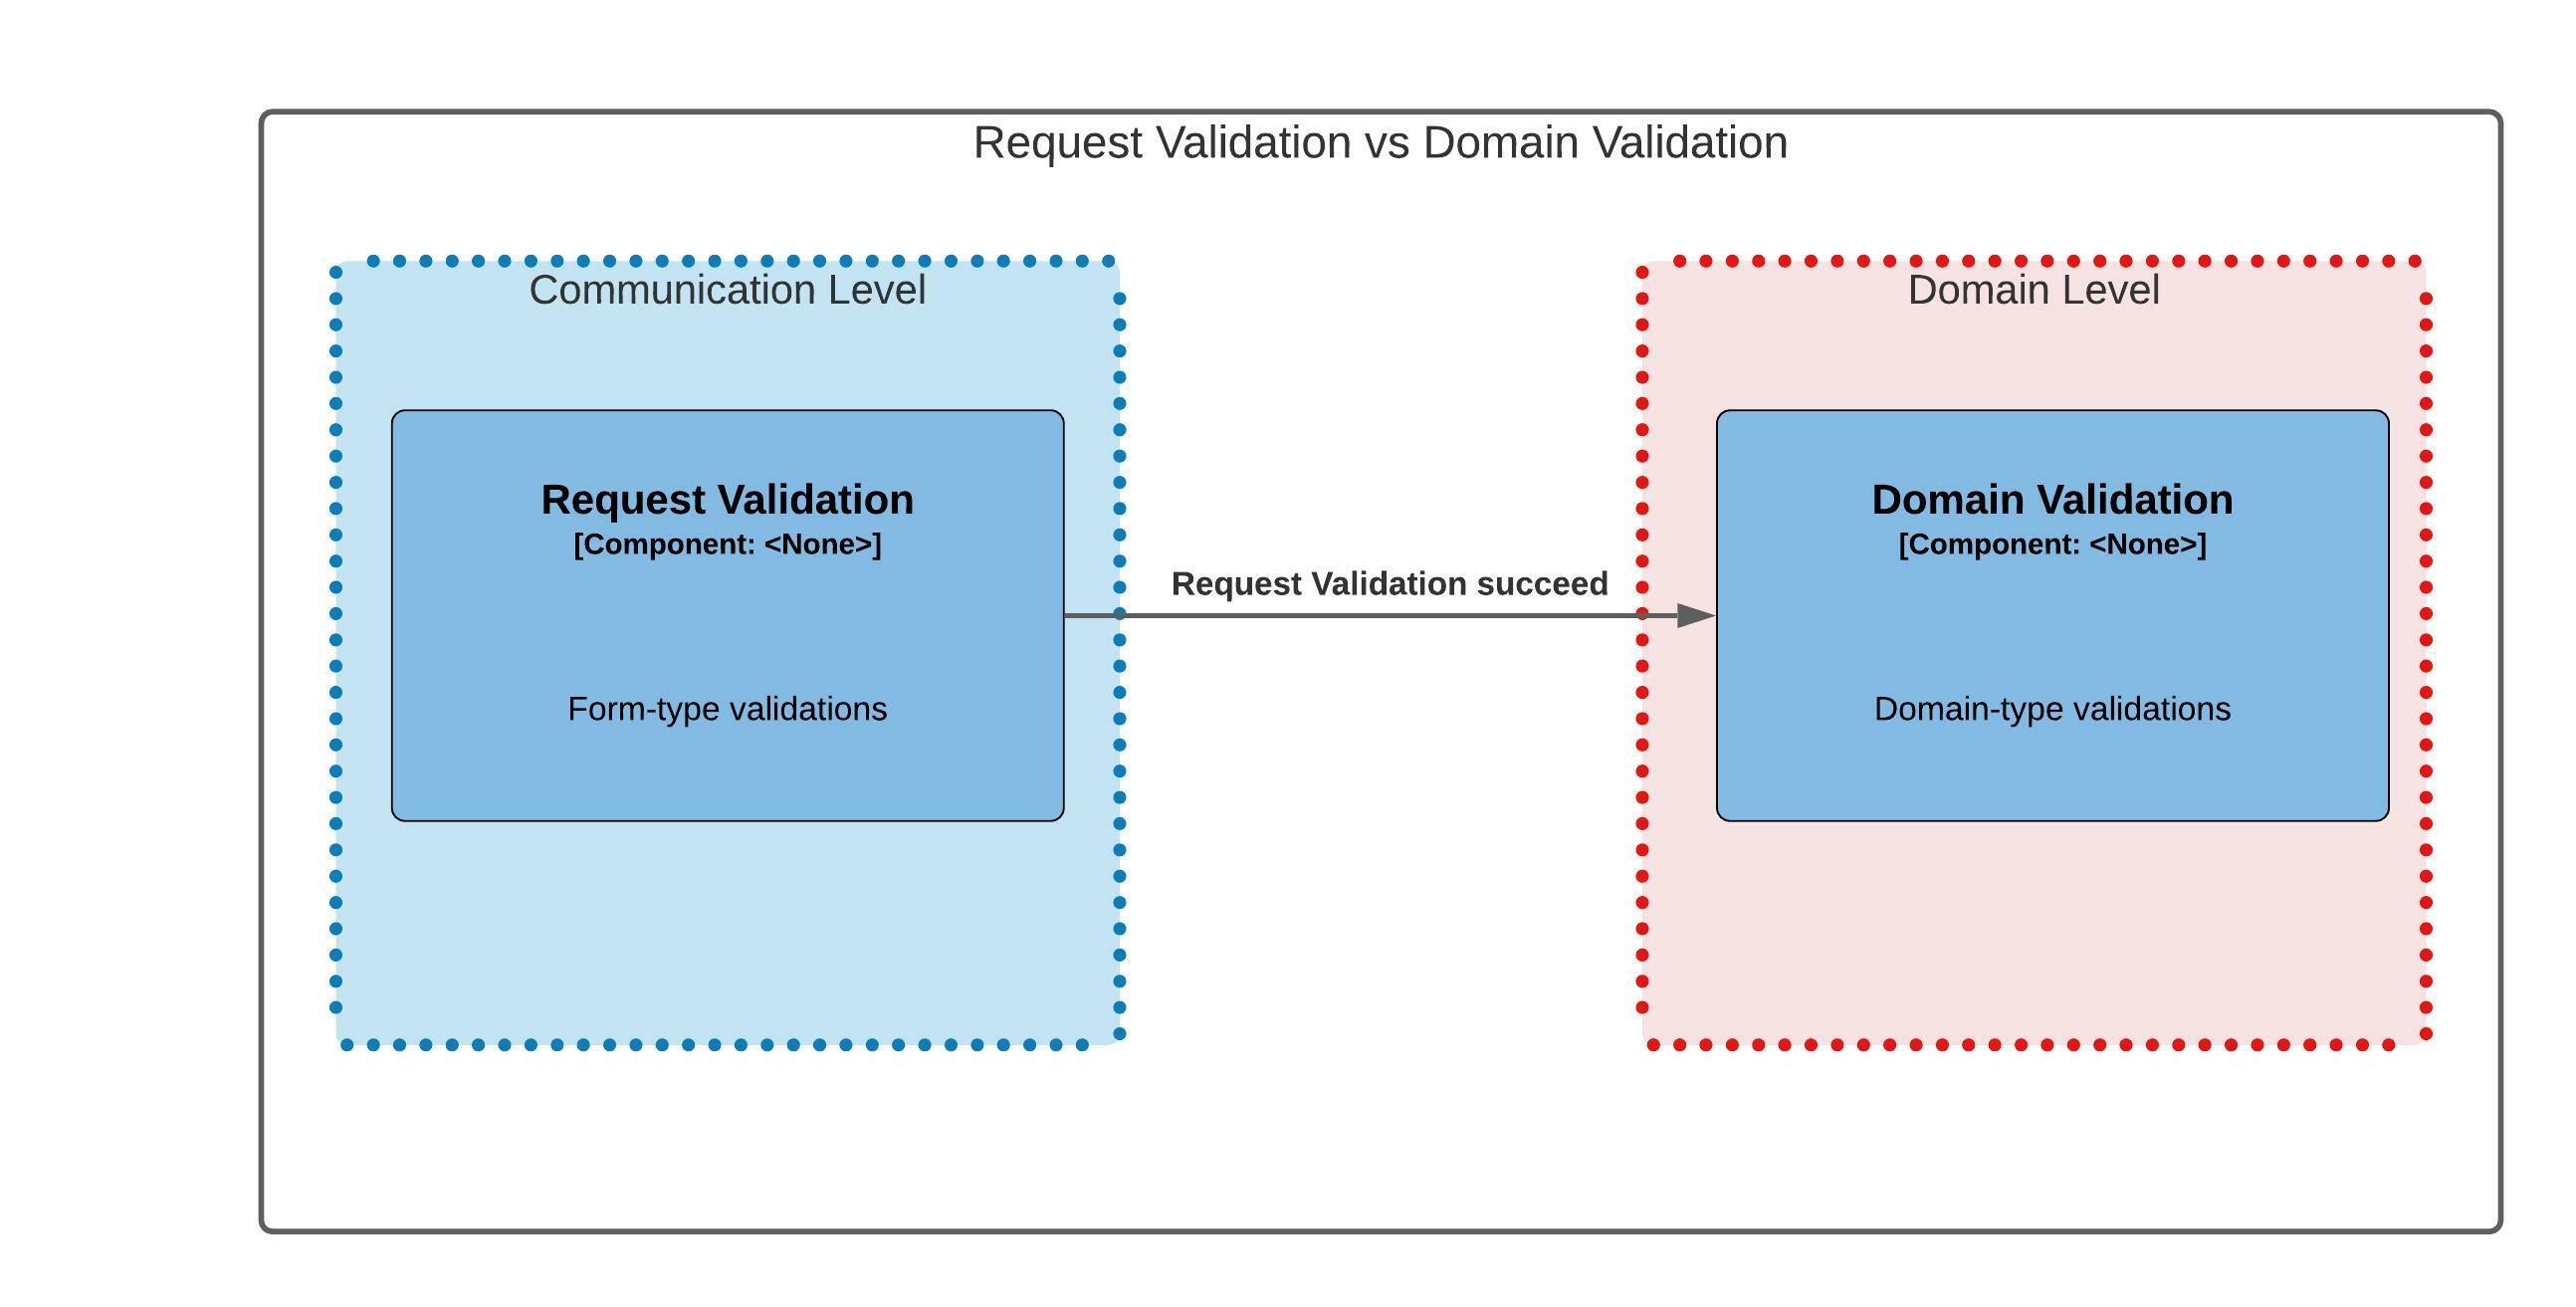 Request Validation vs Domain Validation
Communication Level
Request Validation
[Component: <None>]
Form-type validations
Request Validation succeed
Domain Level
Domain Validation
[Component: <None>]
Domain-type validations